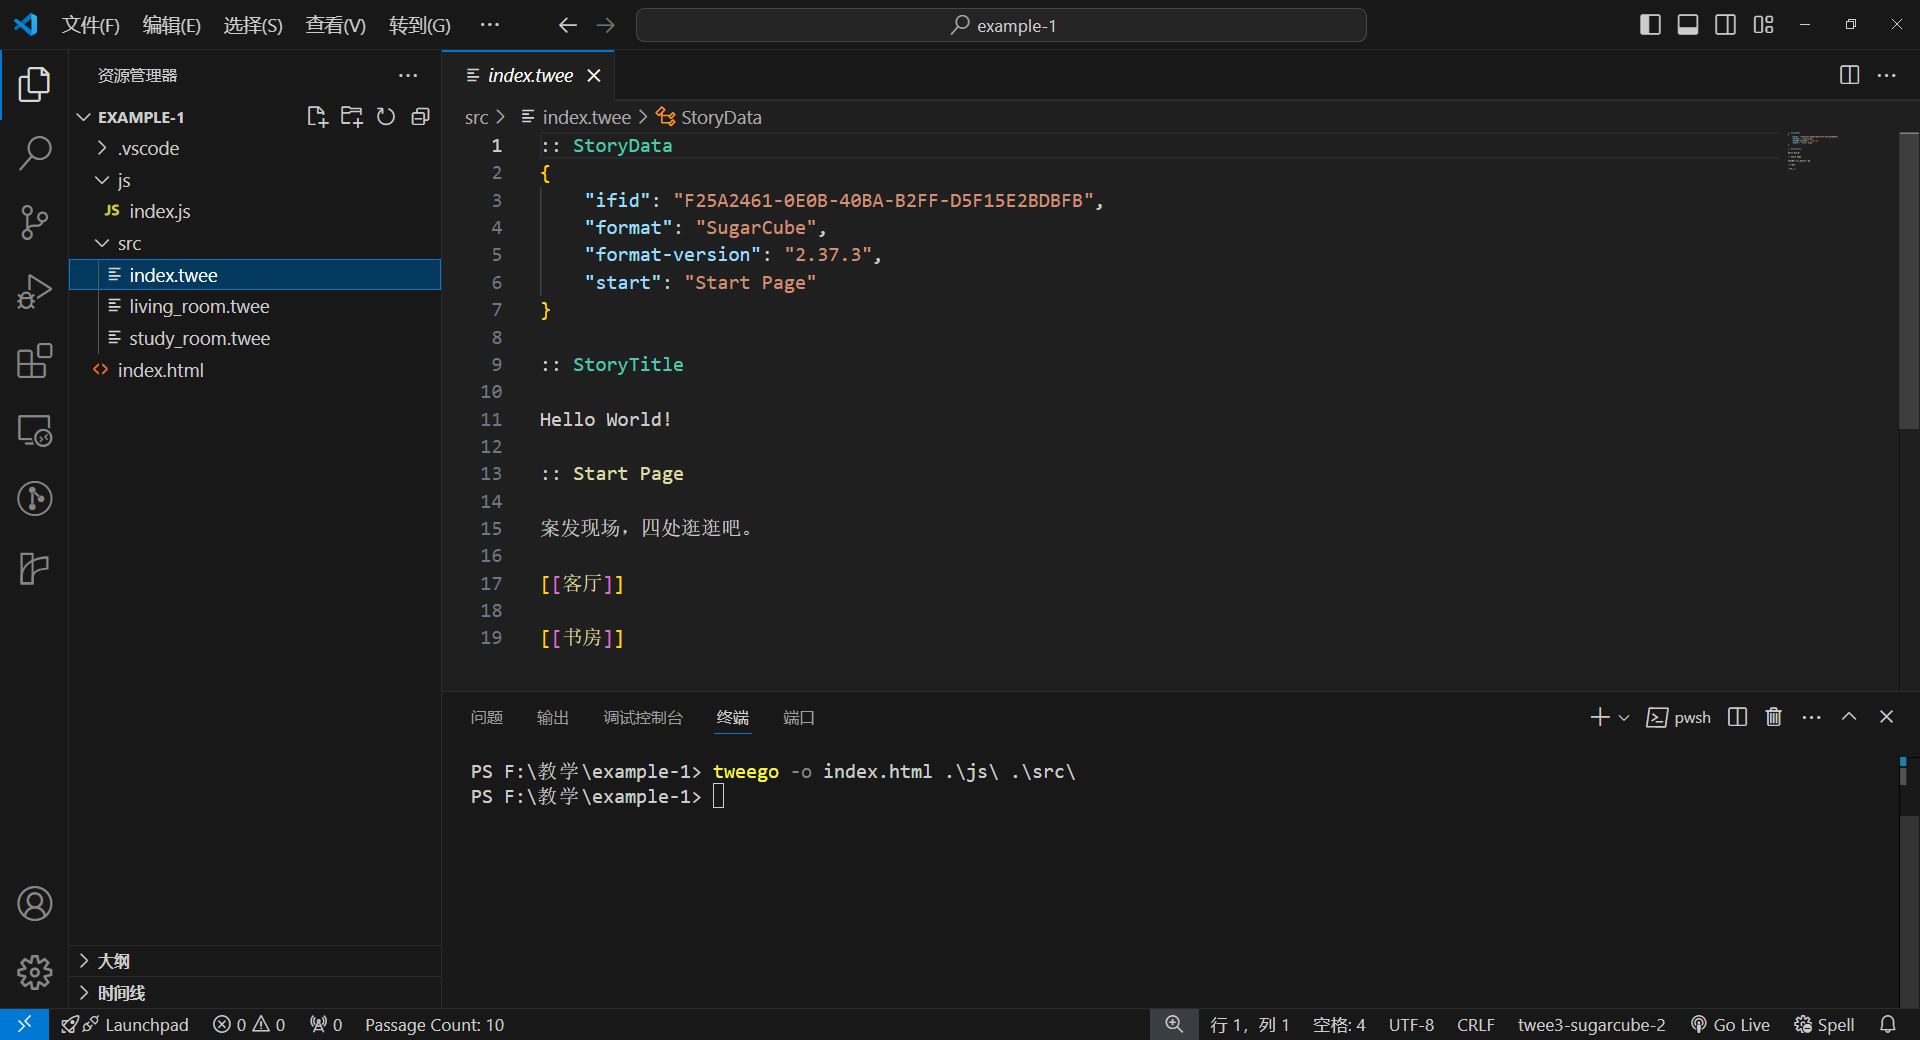 文件(F) 编辑(E) 选择(S) 查看(V) 转到(G) ··· example-1
资源管理器
EXAMPLE-1
.vscode
js
JS index.js
src
index.twee
living_room.twee
study_room.twee
index.html
大纲
时间线
index.twee
src > index.twee > StoryData
1 :: StoryData
2 {
3 "ifid": "F25A2461-0E0B-40BA-B2FF-D5F15E2BDBFB",
4 "format": "SugarCube",
5 "format-version": "2.37.3",
6 "start": "Start Page"
7 }
8
9 :: StoryTitle
10
11 Hello World!
12
13 :: Start Page
14
15 案发现场，四处逛逛吧。
16
17 [[客厅]]
18
19 [[书房]]
问题 输出 调试控制台 终端 端口 pwsh
PS F:\教学\example-1> tweego -o index.html .\js\ .\src\
PS F:\教学\example-1>
Launchpad 0 0 0 Passage Count: 10 行 1，列 1 空格: 4 UTF-8 CRLF twee3-sugarcube-2 Go Live Spell